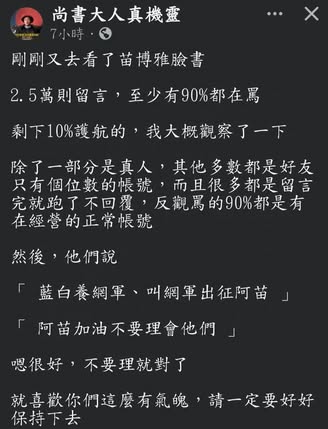 尚書大人真機靈
7小時・
剛剛又去看了苗博雅臉書
2.5萬則留言，至少有90%都在罵
剩下10%護航的，我大概觀察了一下
除了一部分是真人，其他多數都是好友
只有個位數的帳號，而且很多都是留言
完就跑了不回覆，反觀罵的90%都是有
在經營的正常帳號
然後，他們說
「 藍白養網軍、叫網軍出征阿苗 」
「 阿苗加油不要理會他們 」
嗯很好，不要理就對了
就喜歡你們這麼有氣魄，請一定要好好
保持下去